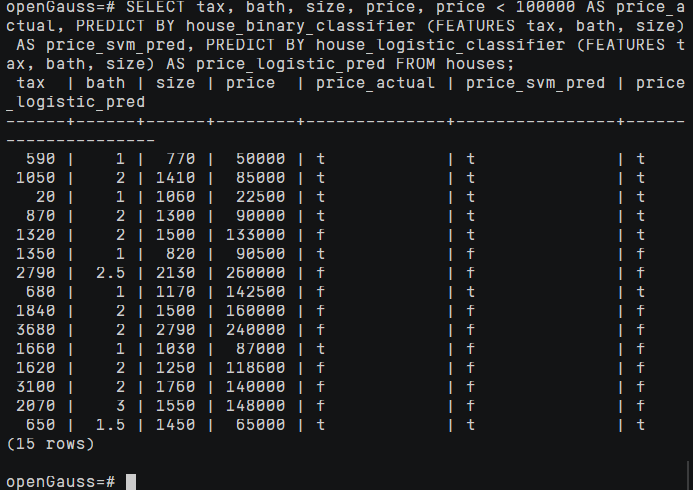 openGauss=# SELECT tax, bath, size, price, price < 100000 AS price_a
ctual, PREDICT BY house_binary_classifier (FEATURES tax, bath, size)
 AS price_svm_pred, PREDICT BY house_logistic_classifier (FEATURES t
ax, bath, size) AS price_logistic_pred FROM houses;
 tax  | bath | size | price  | price_actual | price_svm_pred | price
_logistic_pred
------+------+------+--------+--------------+----------------+------
---------------
  590 |    1 |  770 |  50000 | t            | t              | t
 1050 |    2 | 1410 |  85000 | t            | t              | t
   20 |    1 | 1060 |  22500 | t            | t              | t
  870 |    2 | 1300 |  90000 | t            | t              | t
 1320 |    2 | 1500 | 133000 | f            | t              | t
 1350 |    1 |  820 |  90500 | t            | t              | f
 2790 |  2.5 | 2130 | 260000 | f            | f              | f
  680 |    1 | 1170 | 142500 | f            | t              | t
 1840 |    2 | 1500 | 160000 | f            | f              | f
 3680 |    2 | 2790 | 240000 | f            | f              | f
 1660 |    1 | 1030 |  87000 | t            | f              | f
 1620 |    2 | 1250 | 118600 | f            | f              | f
 3100 |    2 | 1760 | 140000 | f            | f              | f
 2070 |    3 | 1550 | 148000 | f            | f              | f
  650 |  1.5 | 1450 |  65000 | t            | t              | t
(15 rows)
openGauss=#